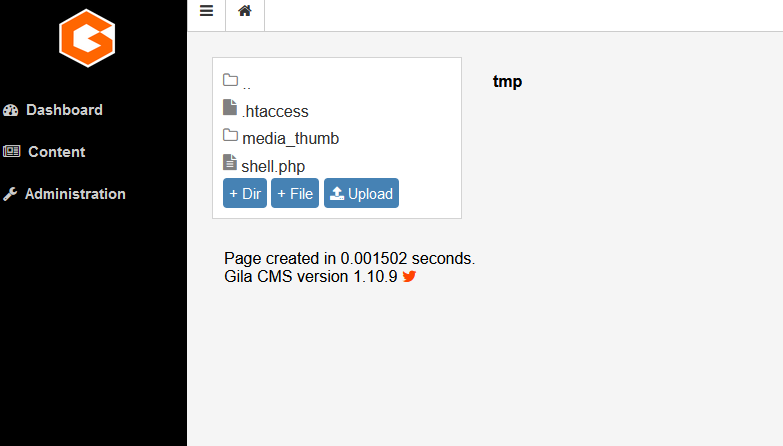 Dashboard
Content
Administration
..
tmp
.htaccess
media_thumb
shell.php
+ Dir + File Upload
Page created in 0.001502 seconds.
Gila CMS version 1.10.9